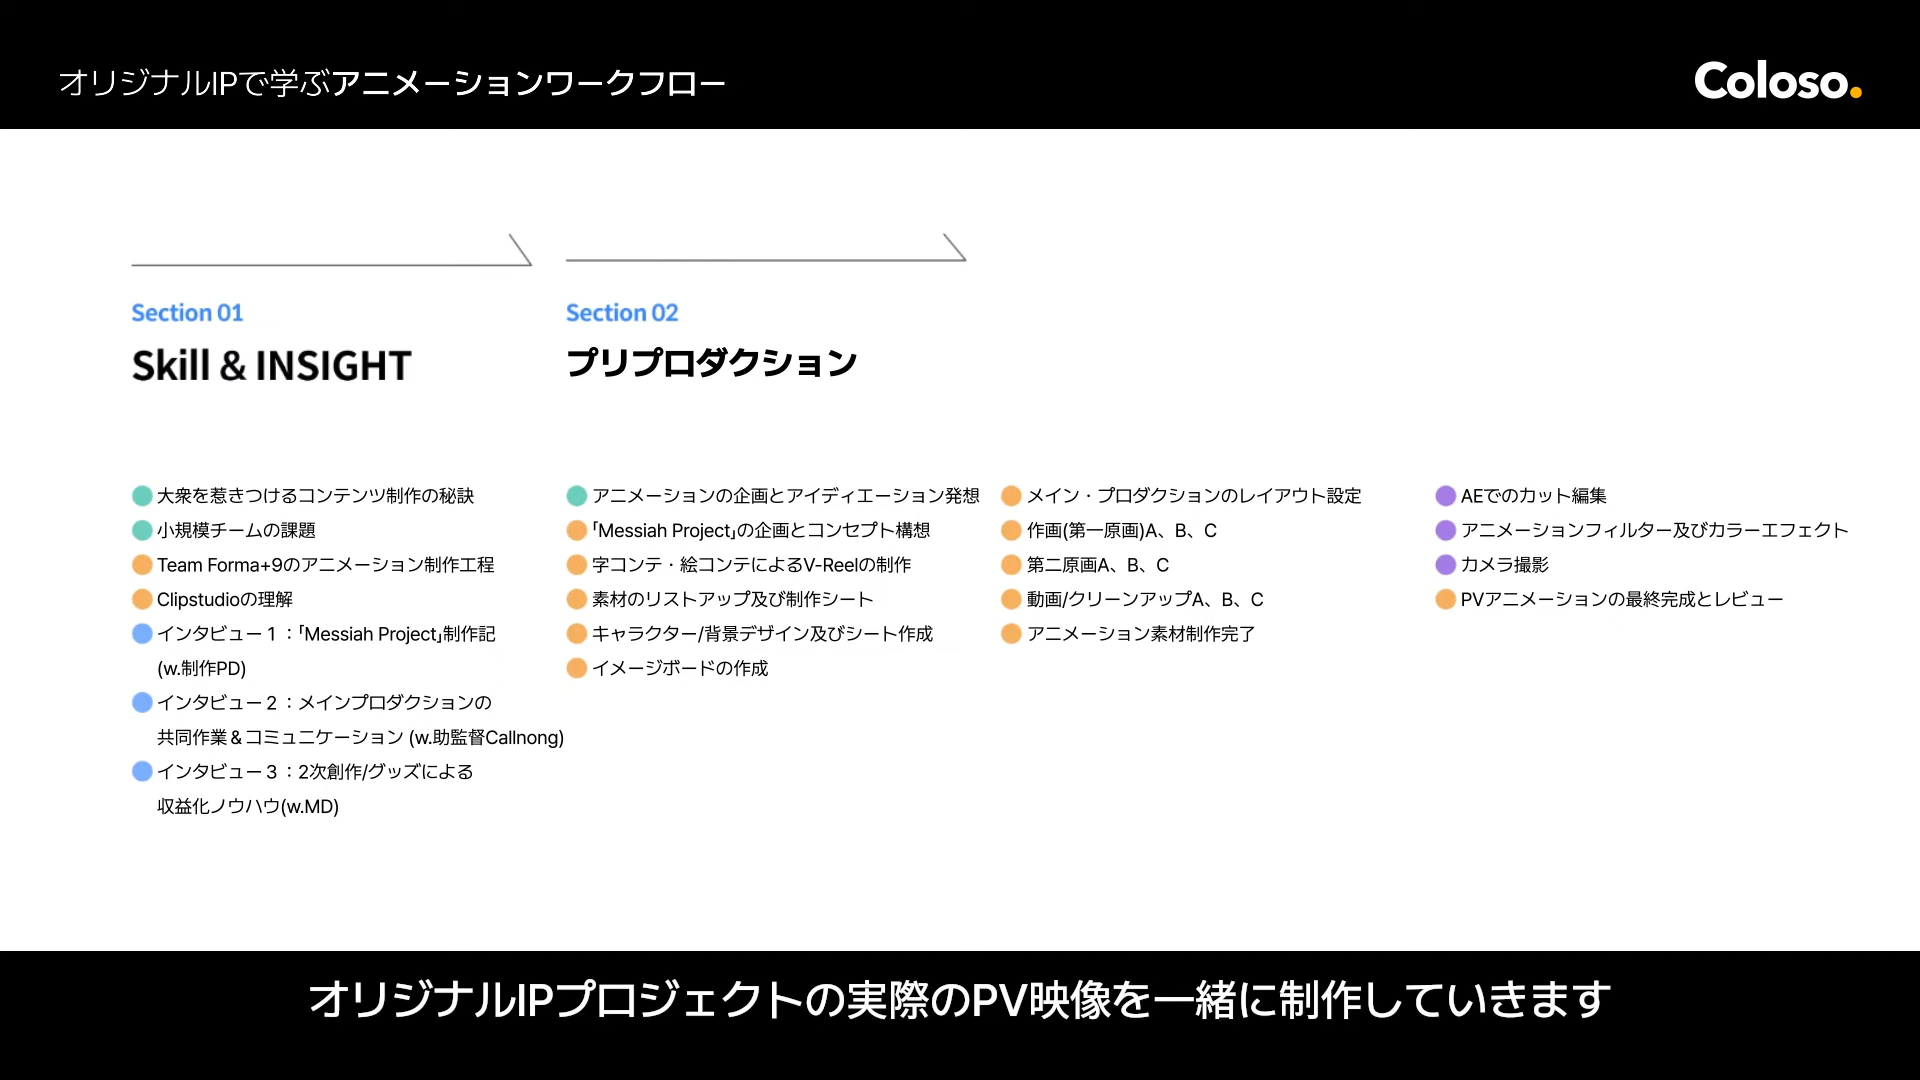 オリジナルIPで学ぶアニメーションワークフロー
Coloso.
Section 01
Skill & INSIGHT
大衆を惹きつけるコンテンツ制作の秘訣
小規模チームの課題
Team Forma+9のアニメーション制作工程
Clipstudioの理解
インタビュー1：「Messiah Project」制作記
(w.制作PD)
インタビュー2：メインプロダクションの
共同作業＆コミュニケーション (w.助監督Callnong)
インタビュー3：2次創作/グッズによる
収益化ノウハウ(w.MD)
Section 02
プリプロダクション
アニメーションの企画とアイディエーション発想
「Messiah Project」の企画とコンセプト構想
字コンテ・絵コンテによるV-Reelの制作
素材のリストアップ及び制作シート
キャラクター/背景デザイン及びシート作成
イメージボードの作成
メイン・プロダクションのレイアウト設定
作画(第一原画)A、B、C
第二原画A、B、C
動画/クリーンアップA、B、C
アニメーション素材制作完了
AEでのカット編集
アニメーションフィルター及びカラーエフェクト
カメラ撮影
PVアニメーションの最終完成とレビュー
オリジナルIPプロジェクトの実際のPV映像を一緒に制作していきます